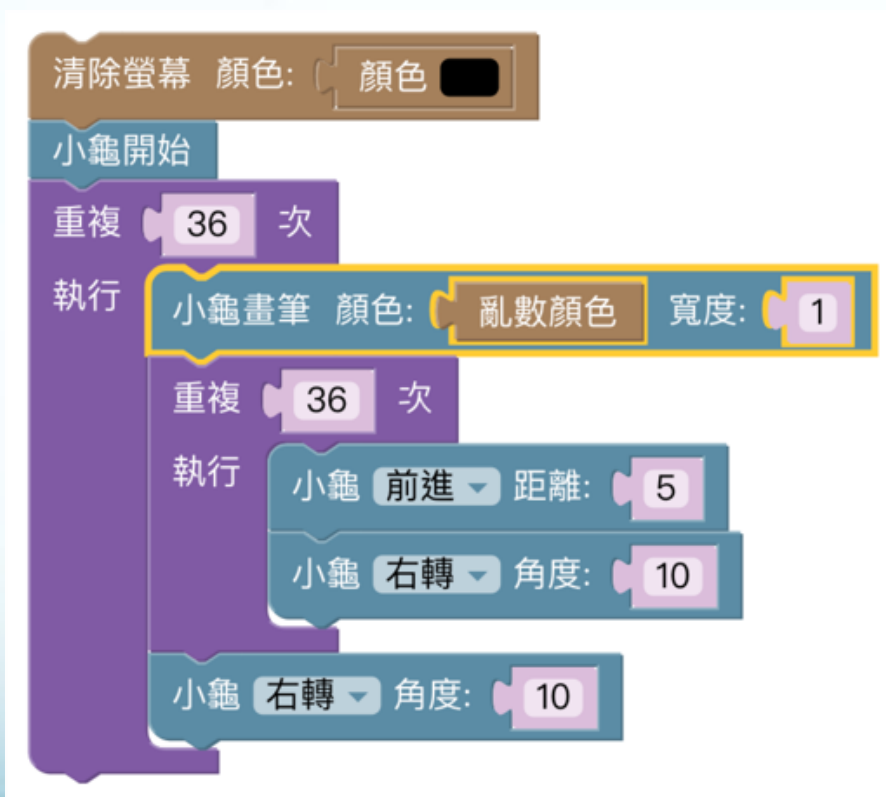 清除螢幕 顏色: 顏色
小龜開始
重複 36 次
執行
小龜畫筆 顏色: 亂數顏色 寬度: 1
重複 36 次
執行
小龜 前進 距離: 5
小龜 右轉 角度: 10
小龜 右轉 角度: 10